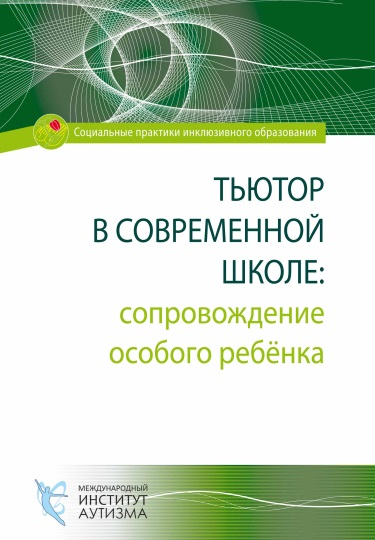 Социальные практики инклюзивного образования
ТЬЮТОР
В СОВРЕМЕННОЙ
ШКОЛЕ:
сопровождение
особого ребёнка
МЕЖДУНАРОДНЫЙ
ИНСТИТУТ
АУТИЗМА